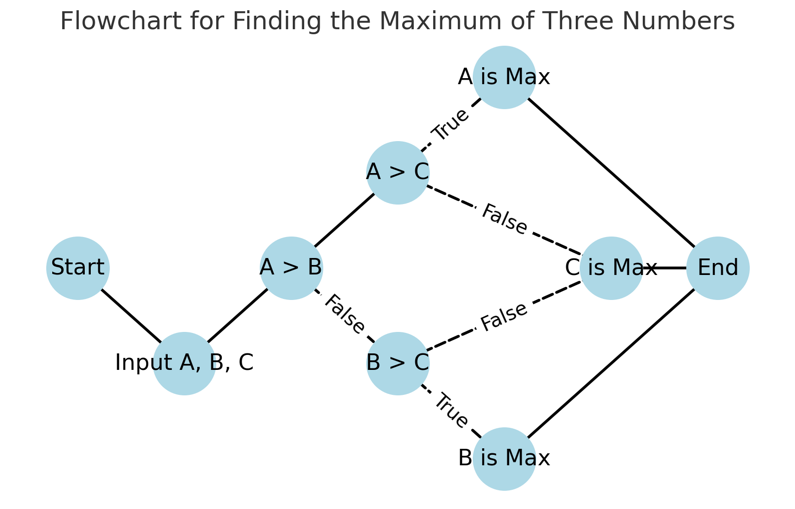 Flowchart for Finding the Maximum of Three Numbers
A is Max
True
A > C
False
Start
A > B
C is Max
End
False
False
Input A, B, C
B > C
True
B is Max